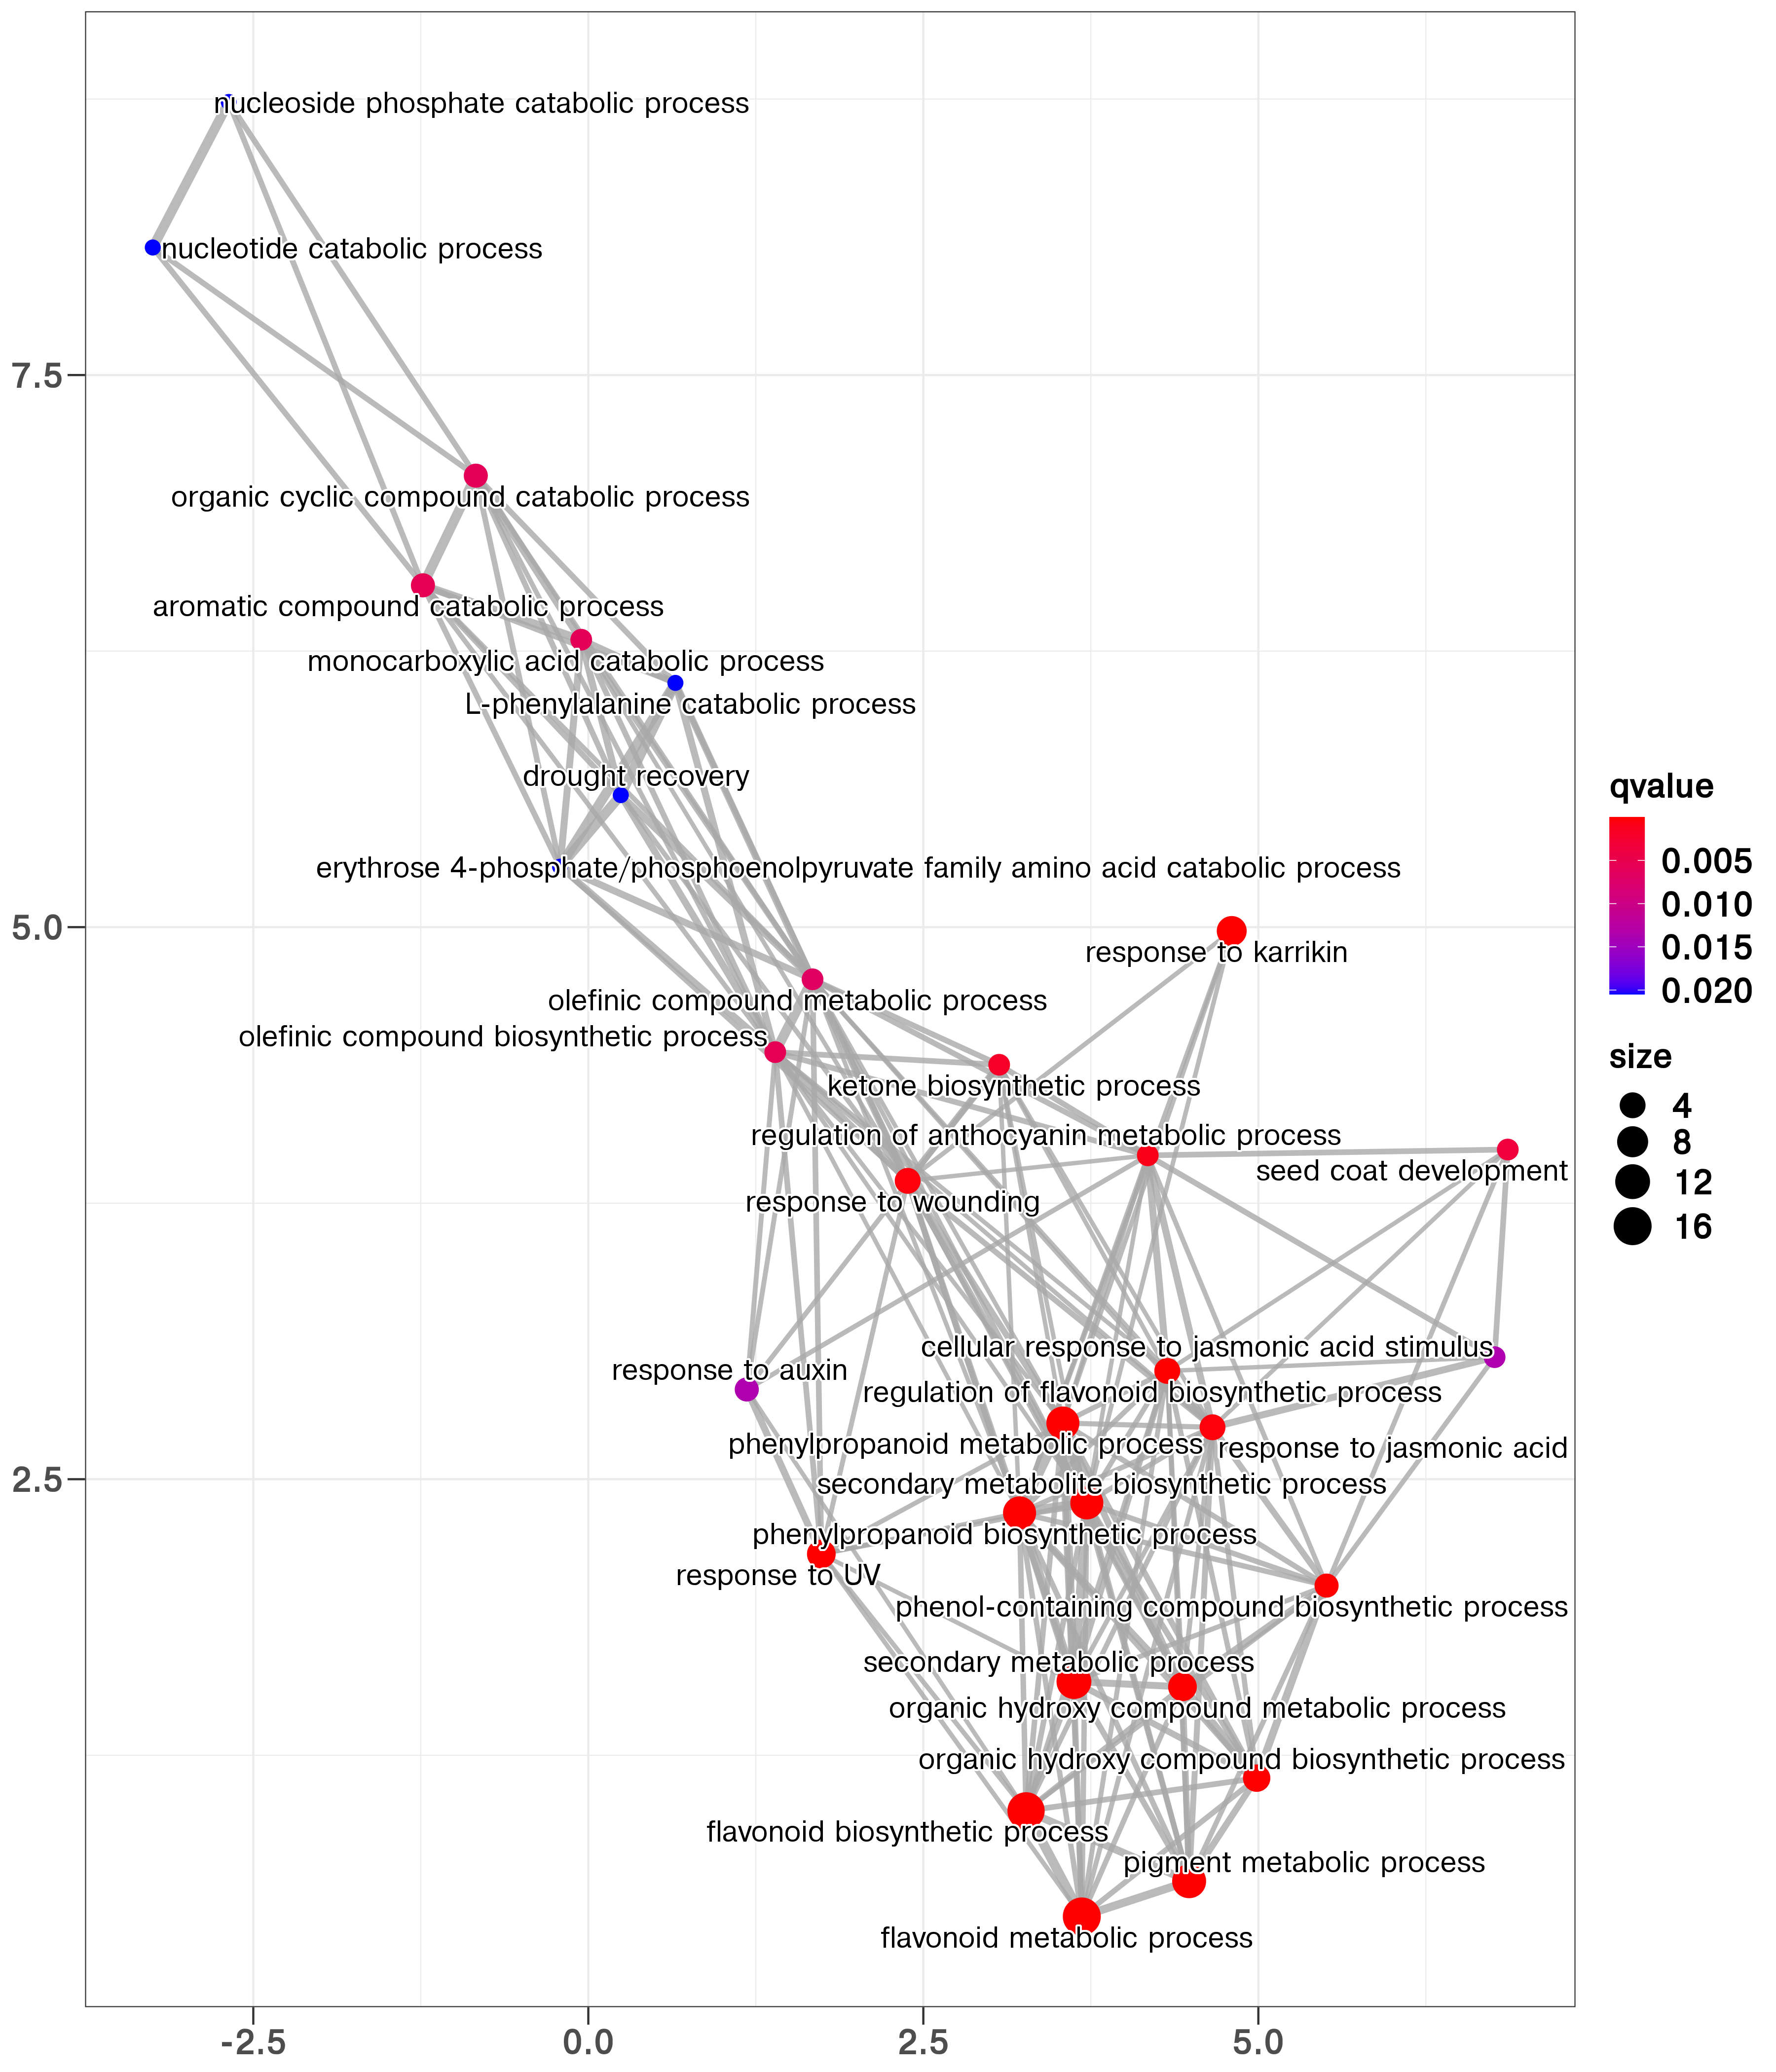 nucleoside phosphate catabolic process
nucleotide catabolic process
7.5
organic cyclic compound catabolic process
aromatic compound catabolic process
monocarboxylic acid catabolic process
L-phenylalanine catabolic process
drought recovery
erythrose 4-phosphate/phosphoenolpyruvate family amino acid catabolic process
5.0
response to karrikin
olefinic compound metabolic process
olefinic compound biosynthetic process
ketone biosynthetic process
regulation of anthocyanin metabolic process
seed coat development
response to wounding
cellular response to jasmonic acid stimulus
response to auxin
regulation of flavonoid biosynthetic process
phenylpropanoid metabolic process
response to jasmonic acid
2.5
secondary metabolite biosynthetic process
phenylpropanoid biosynthetic process
response to UV
phenol-containing compound biosynthetic process
secondary metabolic process
organic hydroxy compound metabolic process
organic hydroxy compound biosynthetic process
flavonoid biosynthetic process
pigment metabolic process
flavonoid metabolic process
-2.5
0.0
2.5
5.0
qvalue
0.005
0.010
0.015
0.020
size
4
8
12
16